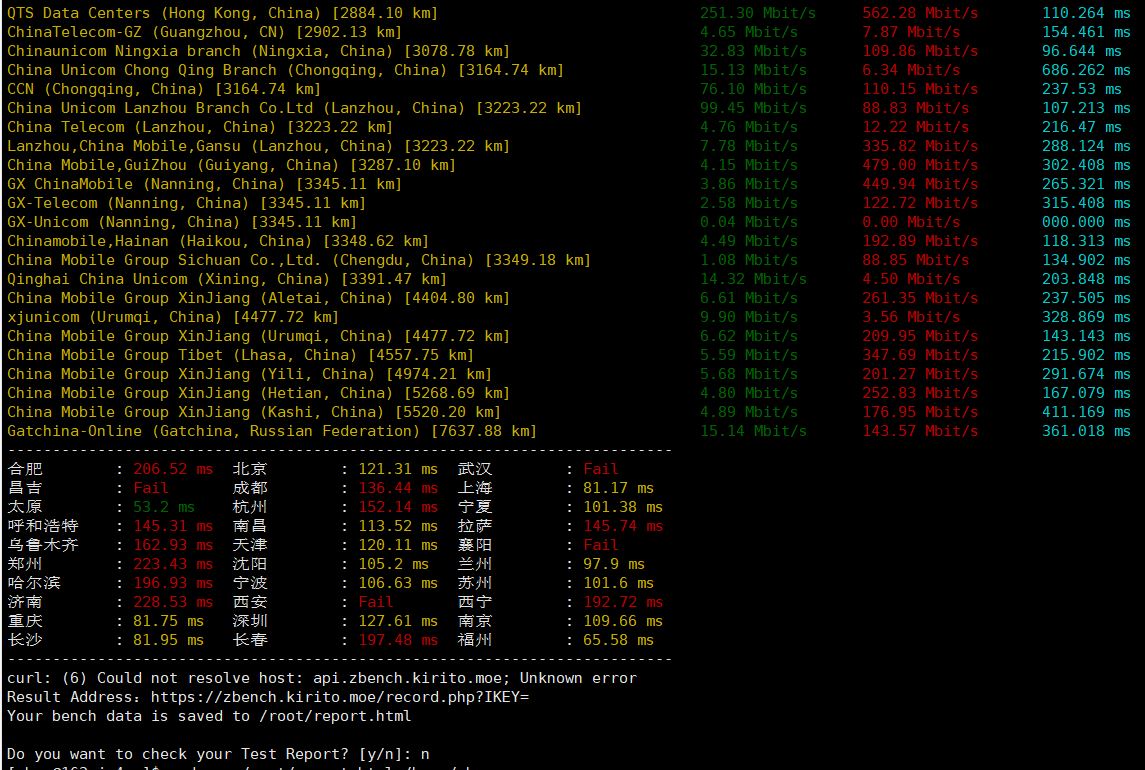 QTS Data Centers (Hong Kong, China) [2884.10 km] 251.30 Mbit/s 562.28 Mbit/s 110.264 ms
ChinaTelecom-GZ (Guangzhou, CN) [2902.13 km] 4.65 Mbit/s 7.87 Mbit/s 154.461 ms
Chinaunicom Ningxia branch (Ningxia, China) [3078.78 km] 32.83 Mbit/s 109.86 Mbit/s 96.644 ms
China Unicom Chong Qing Branch (Chongqing, China) [3164.74 km] 15.13 Mbit/s 6.34 Mbit/s 686.262 ms
CCN (Chongqing, China) [3164.74 km] 76.10 Mbit/s 110.15 Mbit/s 237.53 ms
China Unicom Lanzhou Branch Co.Ltd (Lanzhou, China) [3223.22 km] 99.45 Mbit/s 88.83 Mbit/s 107.213 ms
China Telecom (Lanzhou, China) [3223.22 km] 4.76 Mbit/s 12.22 Mbit/s 216.47 ms
Lanzhou,China Mobile,Gansu (Lanzhou, China) [3223.22 km] 7.78 Mbit/s 335.82 Mbit/s 288.124 ms
China Mobile,GuiZhou (Guiyang, China) [3287.10 km] 4.15 Mbit/s 479.00 Mbit/s 302.408 ms
GX ChinaMobile (Nanning, China) [3345.11 km] 3.86 Mbit/s 449.94 Mbit/s 265.321 ms
GX-Telecom (Nanning, China) [3345.11 km] 2.58 Mbit/s 122.72 Mbit/s 315.408 ms
GX-Unicom (Nanning, China) [3345.11 km] 0.04 Mbit/s 0.00 Mbit/s 000.000 ms
Chinamobile,Hainan (Haikou, China) [3348.62 km] 4.49 Mbit/s 192.89 Mbit/s 118.313 ms
China Mobile Group Sichuan Co.,Ltd. (Chengdu, China) [3349.18 km] 1.08 Mbit/s 88.85 Mbit/s 134.902 ms
Qinghai China Unicom (Xining, China) [3391.47 km] 14.32 Mbit/s 4.50 Mbit/s 203.848 ms
China Mobile Group XinJiang (Aletai, China) [4404.80 km] 6.61 Mbit/s 261.35 Mbit/s 237.505 ms
xjunicom (Urumqi, China) [4477.72 km] 9.90 Mbit/s 3.56 Mbit/s 328.869 ms
China Mobile Group XinJiang (Urumqi, China) [4477.72 km] 6.62 Mbit/s 209.95 Mbit/s 143.143 ms
China Mobile Group Tibet (Lhasa, China) [4557.75 km] 5.59 Mbit/s 347.69 Mbit/s 215.902 ms
China Mobile Group XinJiang (Yili, China) [4974.21 km] 5.68 Mbit/s 201.27 Mbit/s 291.674 ms
China Mobile Group XinJiang (Hetian, China) [5268.69 km] 4.80 Mbit/s 252.83 Mbit/s 167.079 ms
China Mobile Group XinJiang (Kashi, China) [5520.20 km] 4.89 Mbit/s 176.95 Mbit/s 411.169 ms
Gatchina-Online (Gatchina, Russian Federation) [7637.88 km] 15.14 Mbit/s 143.57 Mbit/s 361.018 ms
--------------------------------------------------------------------------
合肥 : 206.52 ms 北京 : 121.31 ms 武汉 : Fail
昌吉 : Fail 成都 : 136.44 ms 上海 : 81.17 ms
太原 : 53.2 ms 杭州 : 152.14 ms 宁夏 : 101.38 ms
呼和浩特 : 145.31 ms 南昌 : 113.52 ms 拉萨 : 145.74 ms
乌鲁木齐 : 162.93 ms 天津 : 120.11 ms 襄阳 : Fail
郑州 : 223.43 ms 沈阳 : 105.2 ms 兰州 : 97.9 ms
哈尔滨 : 196.93 ms 宁波 : 106.63 ms 苏州 : 101.6 ms
济南 : 228.53 ms 西安 : Fail 西宁 : 192.72 ms
重庆 : 81.75 ms 深圳 : 127.61 ms 南京 : 109.66 ms
长沙 : 81.95 ms 长春 : 197.48 ms 福州 : 65.58 ms
--------------------------------------------------------------------------
curl: (6) Could not resolve host: api.zbench.kirito.moe; Unknown error
Result Address：https://zbench.kirito.moe/record.php?IKEY=
Your bench data is saved to /root/report.html
Do you want to check your Test Report? [y/n]: n